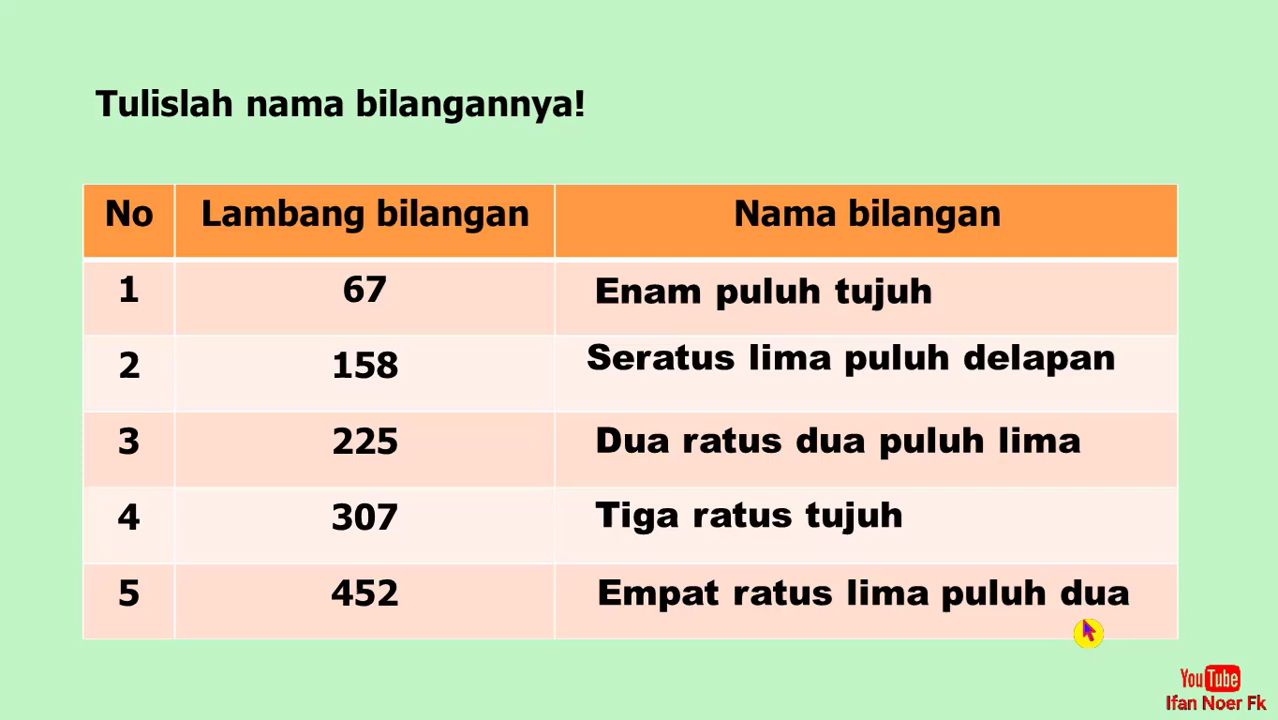 Tulislah nama bilangannya!
No Lambang bilangan Nama bilangan
1 67 Enam puluh tujuh
2 158 Seratus lima puluh delapan
3 225 Dua ratus dua puluh lima
4 307 Tiga ratus tujuh
5 452 Empat ratus lima puluh dua
YouTube
Ifan Noer Fk